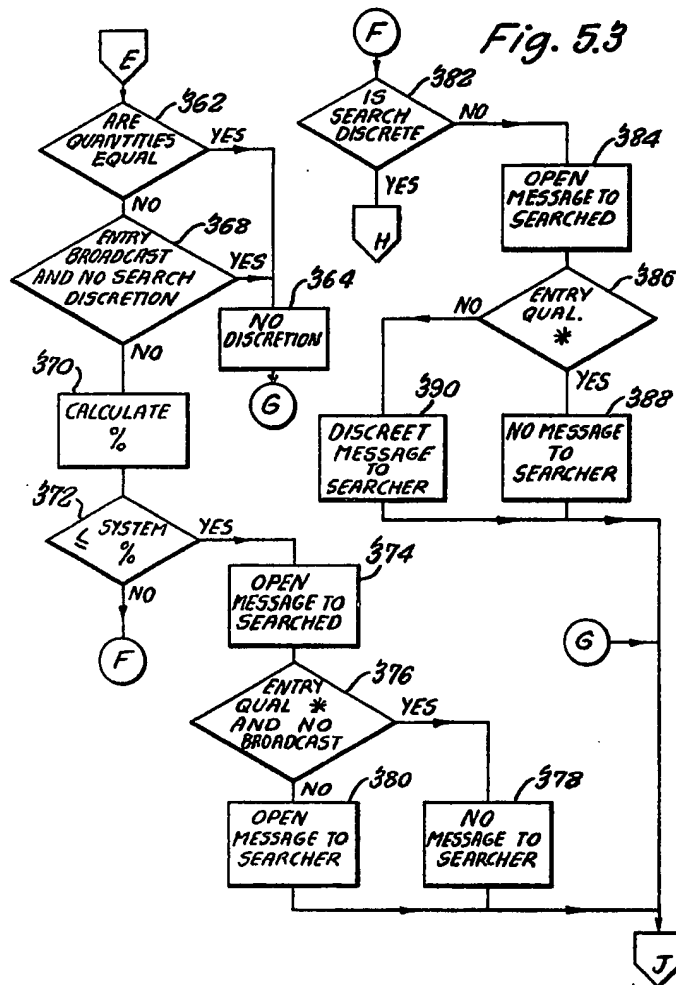 Fig. 5.3
E
362
ARE
QUANTITIES
EQUAL
YES
NO
368
ENTRY
BROADCAST
AND NO SEARCH
DISCRETION
YES
NO
364
NO
DISCRETION
G
370
CALCULATE
%
372
≤ SYSTEM
%
YES
NO
F
374
OPEN
MESSAGE TO
SEARCHED
376
ENTRY
QUAL *
AND NO
BROADCAST
YES
NO
380
OPEN
MESSAGE TO
SEARCHER
378
NO
MESSAGE TO
SEARCHER
F
382
IS
SEARCH
DISCRETE
NO
YES
H
384
OPEN
MESSAGE TO
SEARCHED
386
ENTRY
QUAL.
*
NO
YES
390
DISCREET
MESSAGE
TO
SEARCHER
388
NO MESSAGE
TO
SEARCHER
G
J